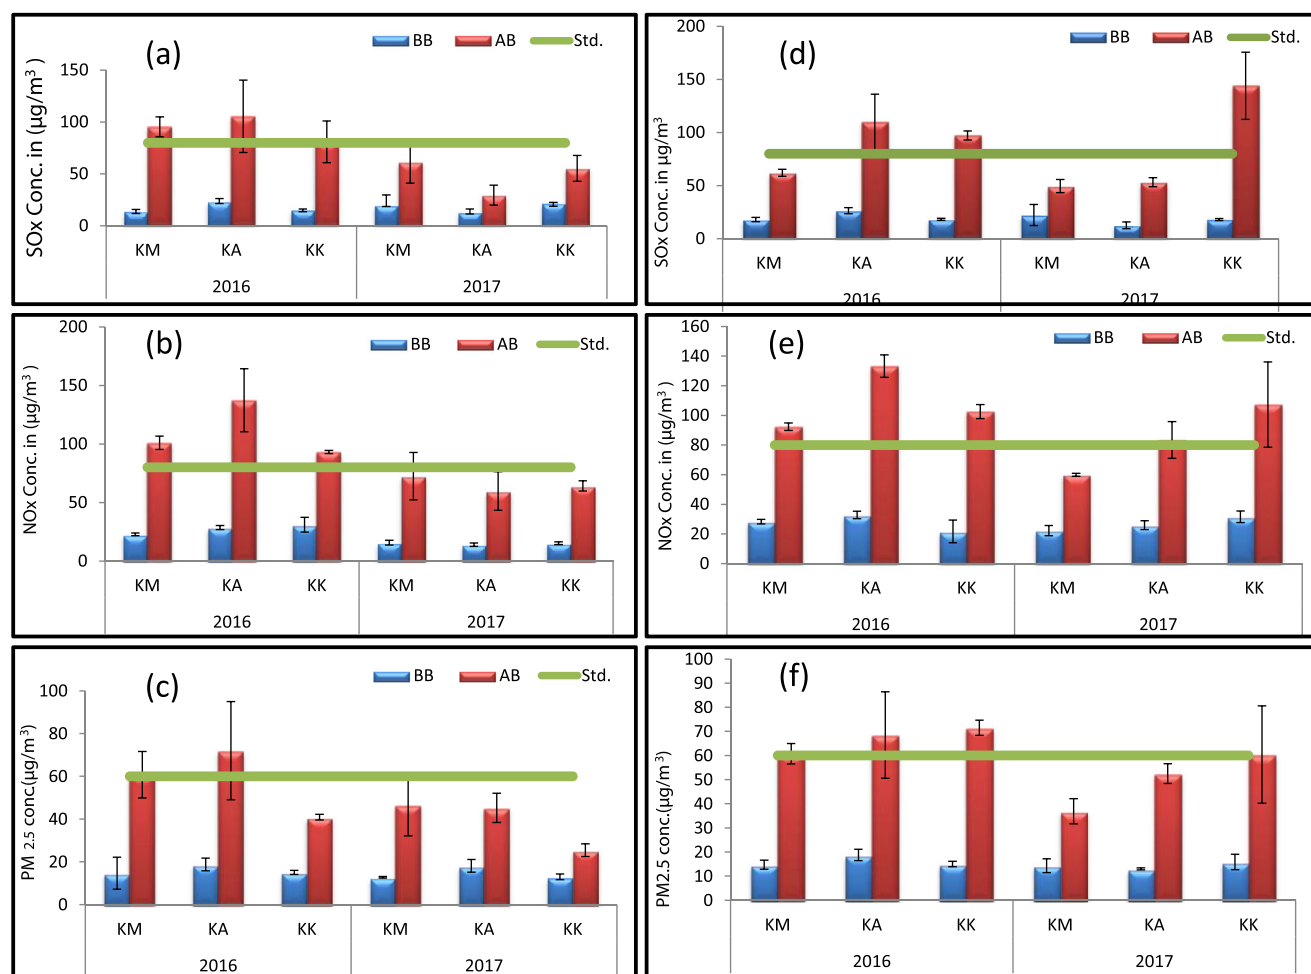 (a)
BB AB Std.
SOx Conc. in (µg/m³ )
150
100
50
0
KM KA KK KM KA KK
2016 2017
(d)
BB AB Std.
SOx Conc. in µg/m³
200
150
100
50
0
KM KA KK KM KA KK
2016 2017
(b)
BB AB Std.
NOx Conc. in (µg/m³ )
200
150
100
50
0
KM KA KK KM KA KK
2016 2017
(e)
BB AB Std.
NOx Conc. in (µg/m³ )
160
140
120
100
80
60
40
20
0
KM KA KK KM KA KK
2016 2017
(c)
BB AB Std.
PM 2.5 conc.(µg/m³)
100
80
60
40
20
0
KM KA KK KM KA KK
2016 2017
(f)
BB AB Std.
PM2.5 conc.(µg/m³)
100
90
80
70
60
50
40
30
20
10
0
KM KA KK KM KA KK
2016 2017